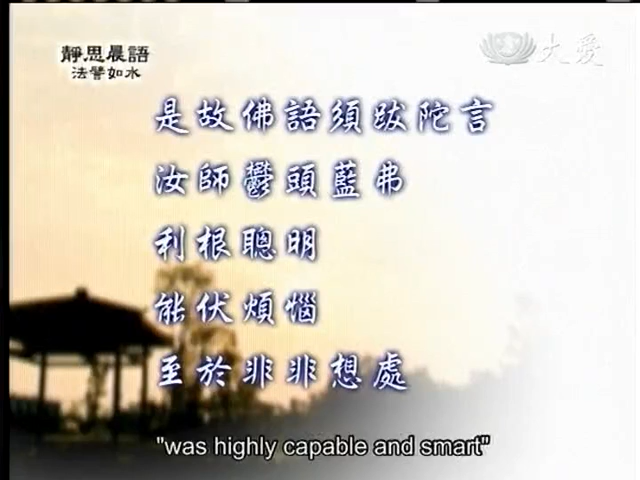 靜思晨語
法譬如水
大愛
是故佛語須跋陀言
汝師鬱頭藍弗
利根聰明
能伏煩惱
至於非非想處
"was highly capable and smart"